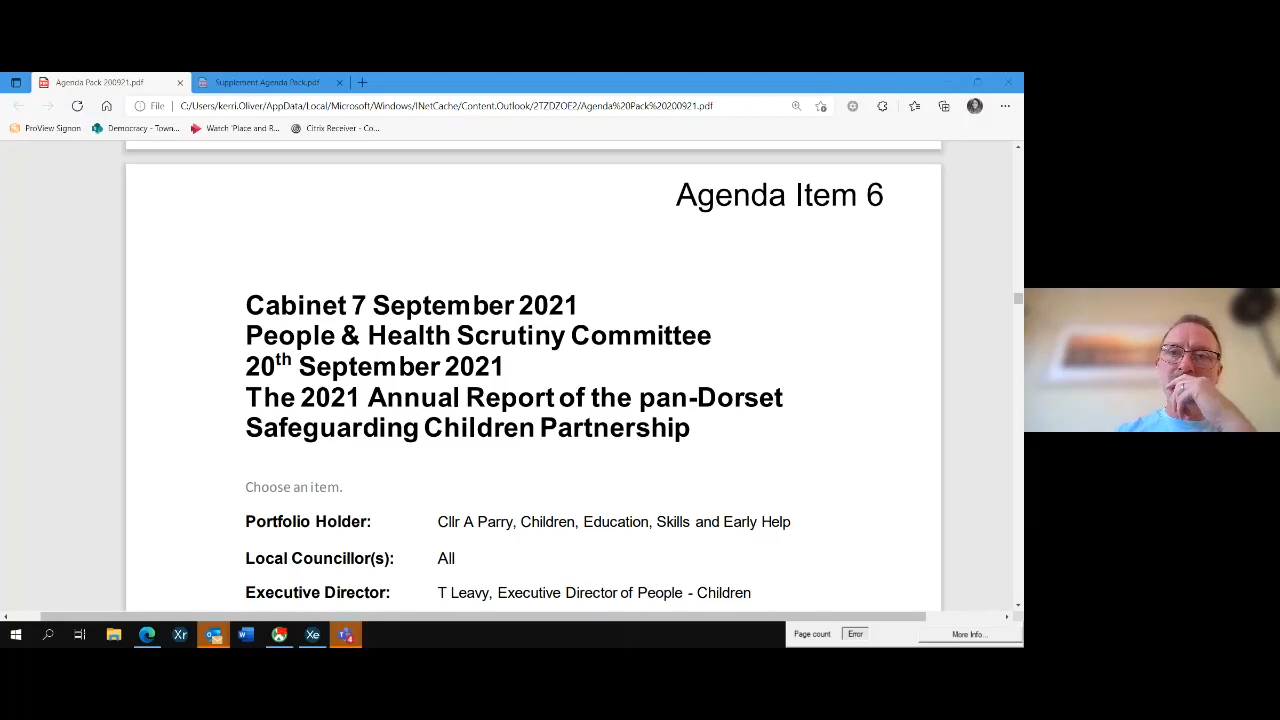 Agenda Pack 200921.pdf
Supplement Agenda Pack.pdf
File
C:/Users/kerri.Oliver/AppData/Local/Microsoft/Windows/INetCache/Content.Outlook/2TZDZOE2/Agenda%20Pack%20200921.pdf
ProView Signon
Democracy - Town...
Watch 'Place and R...
Citrix Receiver - Co...
Agenda Item 6
Cabinet 7 September 2021
People & Health Scrutiny Committee
20th September 2021
The 2021 Annual Report of the pan-Dorset
Safeguarding Children Partnership
Choose an item.
Portfolio Holder: Cllr A Parry, Children, Education, Skills and Early Help
Local Councillor(s): All
Executive Director: T Leavy, Executive Director of People - Children
Xr
Xe
Page count Error More Info...